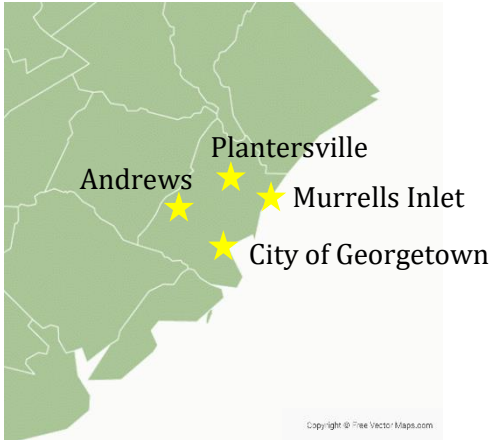 Plantersville
Andrews
Murrells Inlet
City of Georgetown
Copyright © Free Vector Maps.com